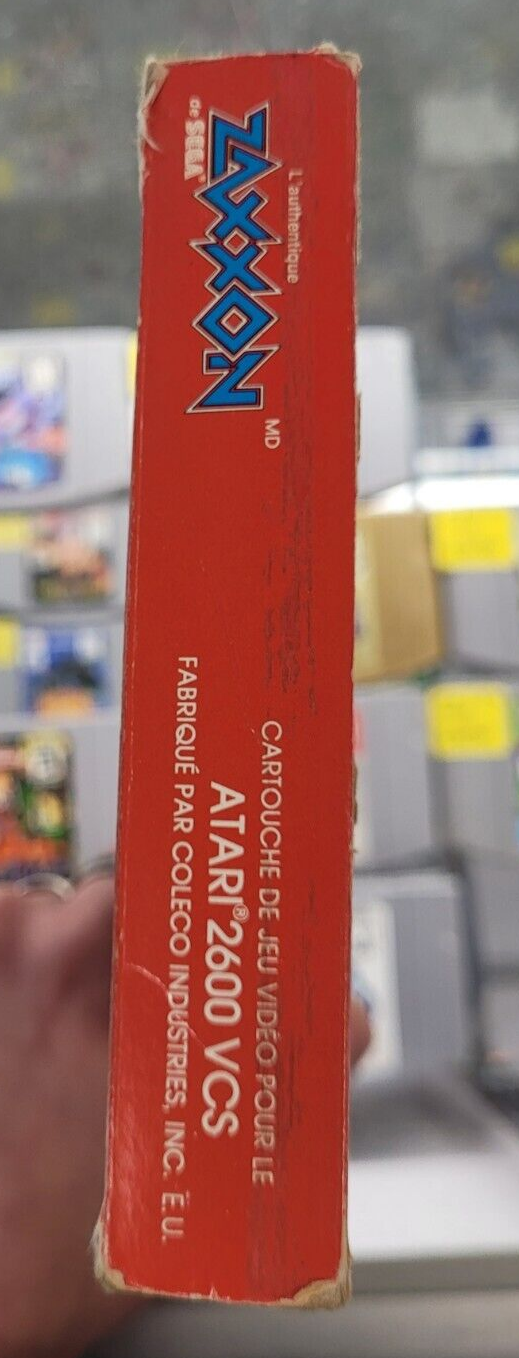 L'authentique
ZAXXON MD
de SEGA®
CARTOUCHE DE JEU VIDÉO POUR LE
ATARI® 2600 VCS
FABRIQUÉ PAR COLECO INDUSTRIES, INC. É.U.